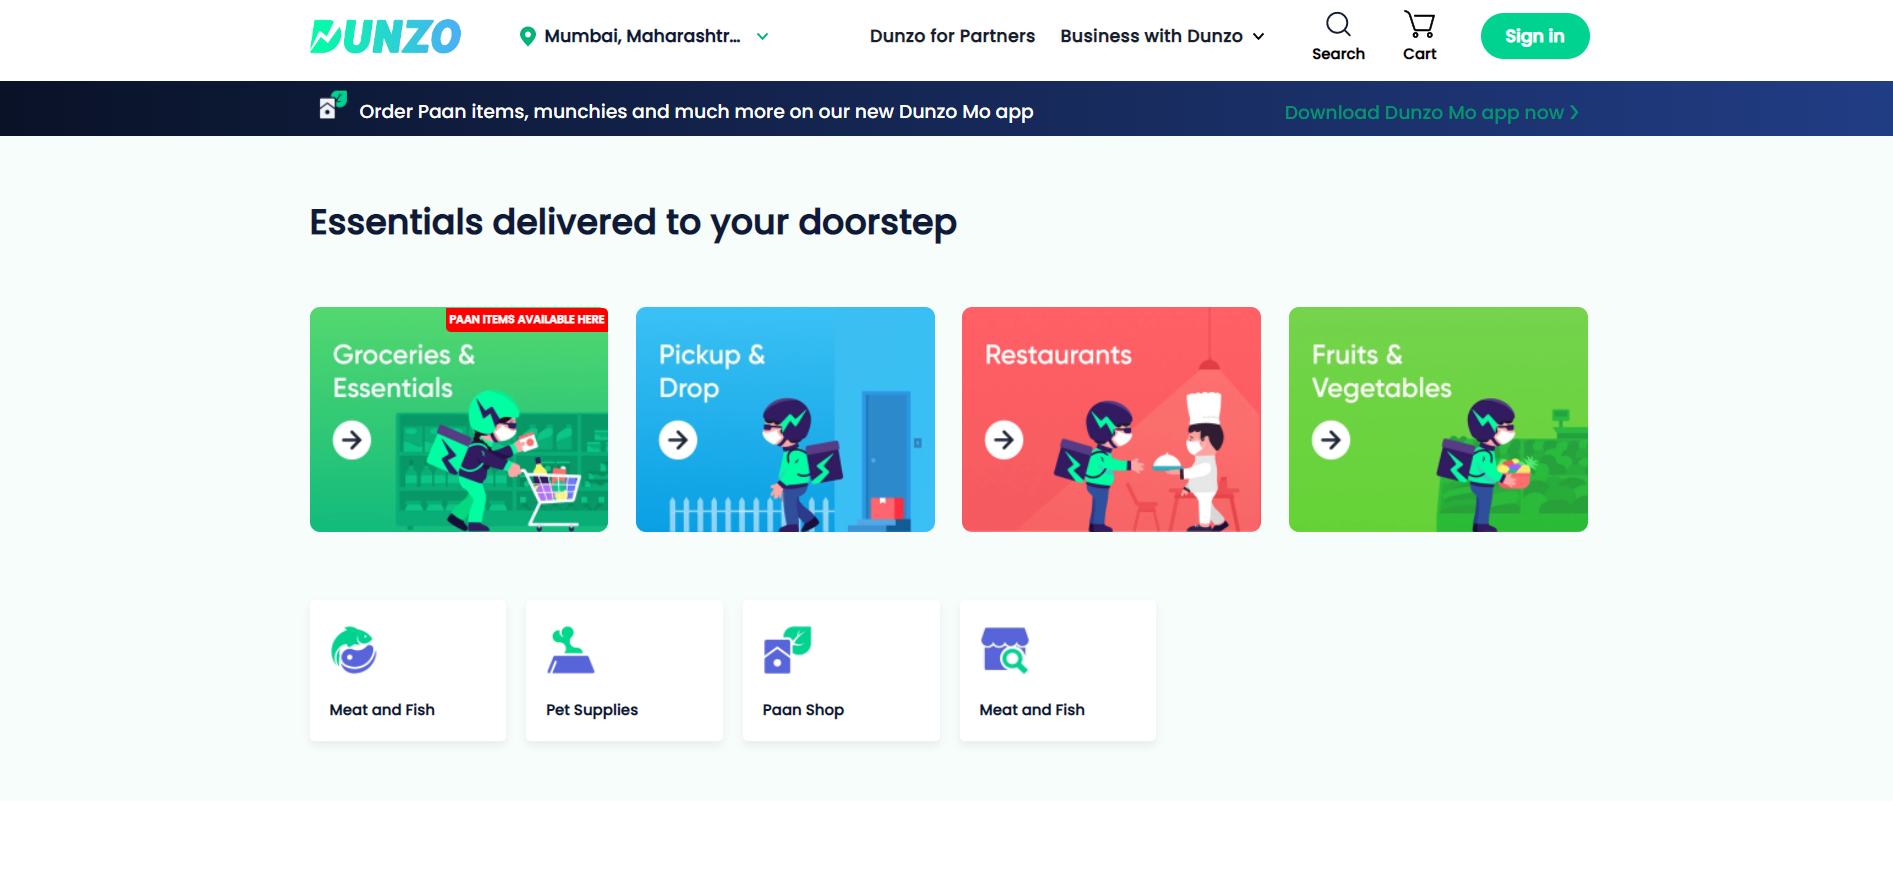 DUNZO
Mumbai, Maharashtr...
Dunzo for Partners
Business with Dunzo
Search
Cart
Sign in
Order Paan items, munchies and much more on our new Dunzo Mo app
Download Dunzo Mo app now
Essentials delivered to your doorstep
PAAN ITEMS AVAILABLE HERE
Groceries &
Essentials
Pickup &
Drop
Restaurants
Fruits &
Vegetables
Meat and Fish
Pet Supplies
Paan Shop
Meat and Fish